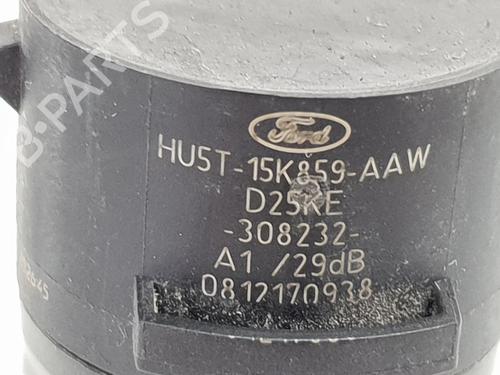 B-PARTS
Ford
HU5T-15K859-AAW
D25KE
-308232-
A1 /29dB
0812170938